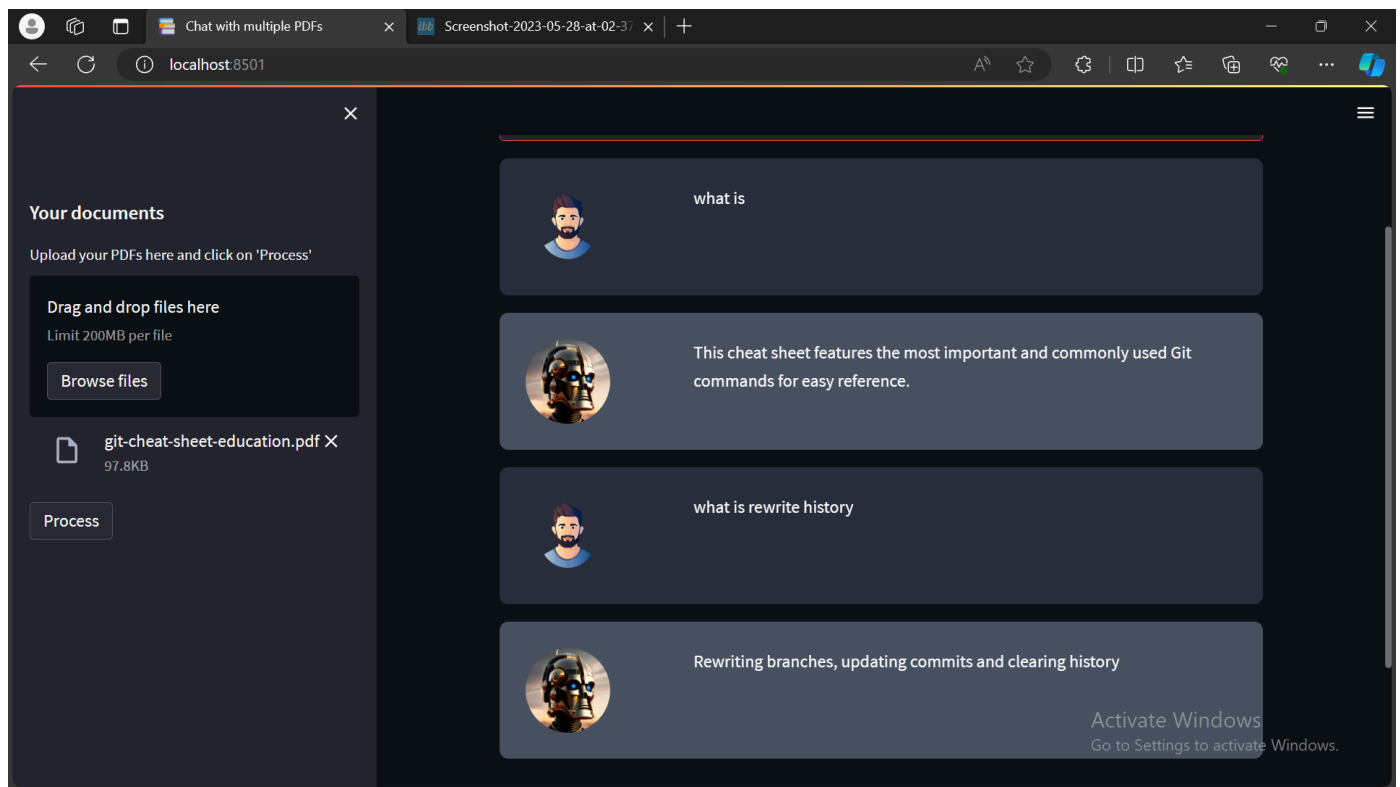 Chat with multiple PDFs
ibb Screenshot-2023-05-28-at-02-37
localhost:8501
Your documents
Upload your PDFs here and click on 'Process'
Drag and drop files here
Limit 200MB per file
Browse files
git-cheat-sheet-education.pdf
97.8KB
Process
what is
This cheat sheet features the most important and commonly used Git
commands for easy reference.
what is rewrite history
Rewriting branches, updating commits and clearing history
Activate Windows
Go to Settings to activate Windows.